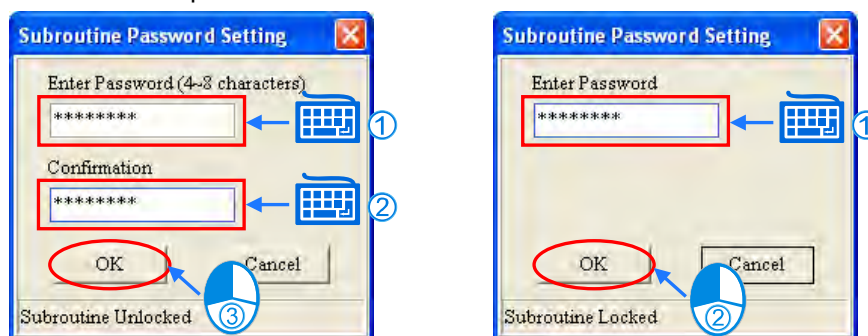 Subroutine Password Setting
Enter Password (4~8 characters)
********
①
Confirmation
********
②
OK
Cancel
③
Subroutine Unlocked
Subroutine Password Setting
Enter Password
********
OK
Cancel
②
Subroutine Locked